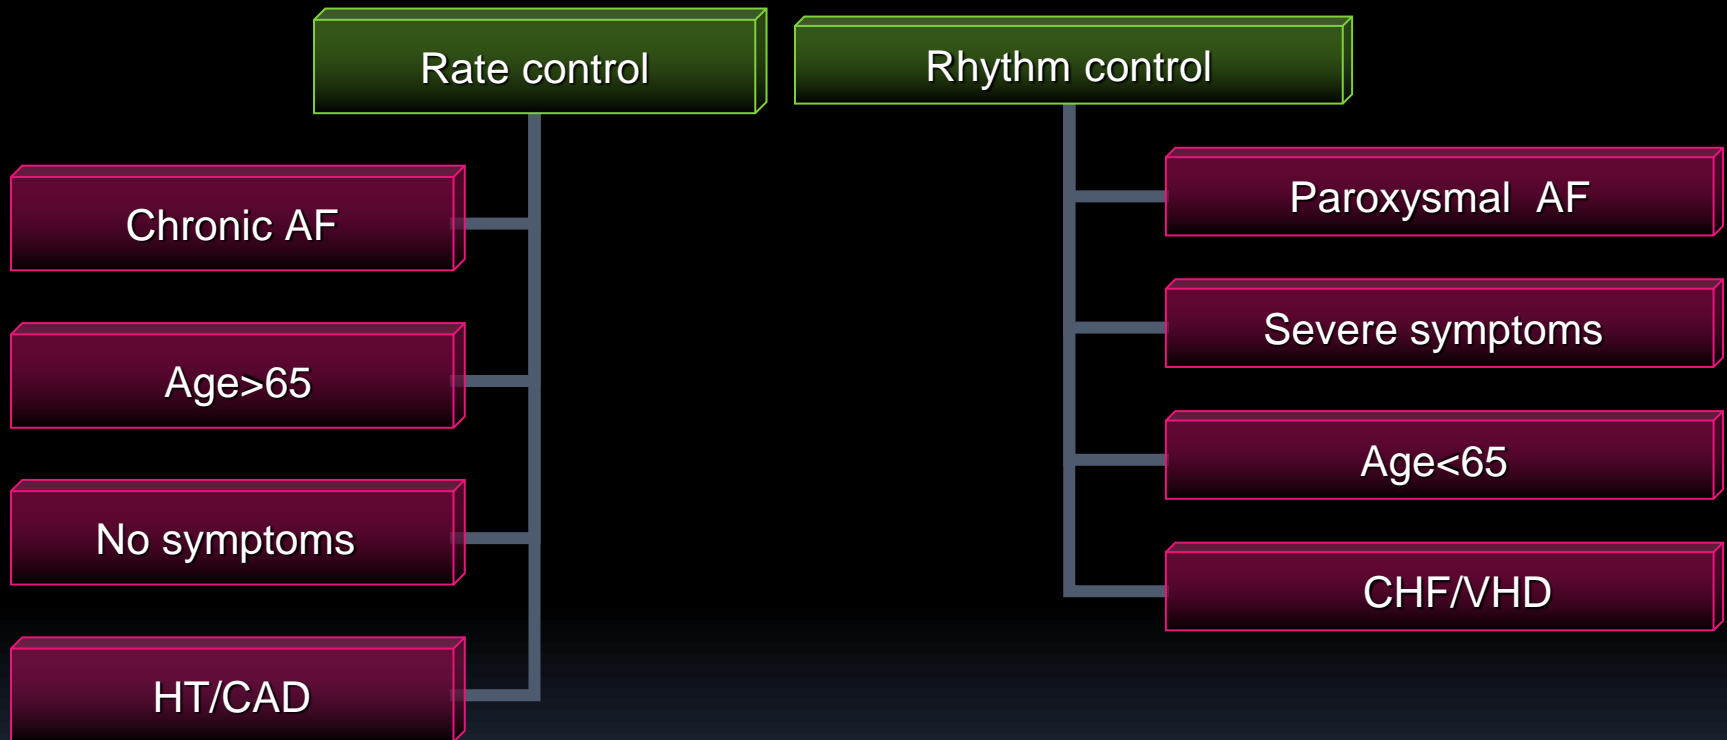 Rate control
Chronic AF
Age>65
No symptoms
HT/CAD
Rhythm control
Paroxysmal  AF
Severe symptoms
Age<65
CHF/VHD